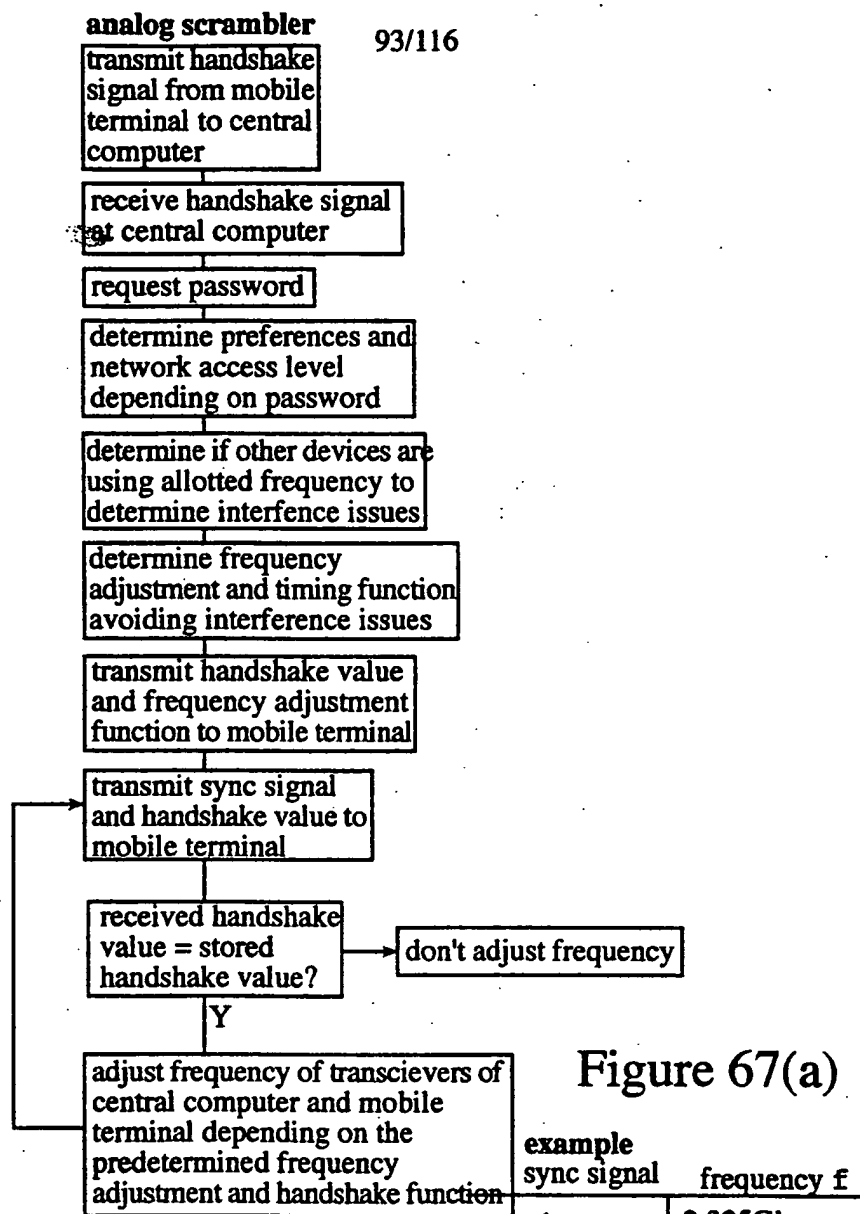 analog scrambler
93/116
transmit handshake
signal from mobile
terminal to central
computer
receive handshake signal
at central computer
request password
determine preferences and
network access level
depending on password
determine if other devices are
using allotted frequency to
determine interfence issues
determine frequency
adjustment and timing function
avoiding interference issues
transmit handshake value
and frequency adjustment
function to mobile terminal
transmit sync signal
and handshake value to
mobile terminal
received handshake
value = stored
handshake value?
don't adjust frequency
Y
adjust frequency of transcievers of
central computer and mobile
terminal depending on the
predetermined frequency
adjustment and handshake function
Figure 67(a)
example
sync signal
frequency f